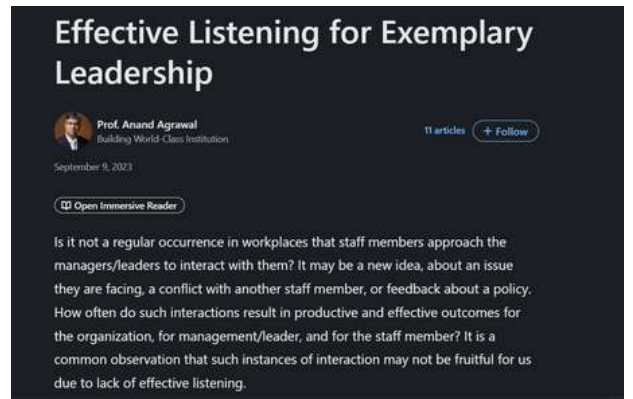 Effective Listening for Exemplary
Leadership
Prof. Anand Agrawal
Building World-Class Institution
11 articles
+ Follow
September 9, 2023
Open Immersive Reader
Is it not a regular occurrence in workplaces that staff members approach the
managers/leaders to interact with them? It may be a new idea, about an issue
they are facing, a conflict with another staff member, or feedback about a policy.
How often do such interactions result in productive and effective outcomes for
the organization, for management/leader, and for the staff member? It is a
common observation that such instances of interaction may not be fruitful for us
due to lack of effective listening.